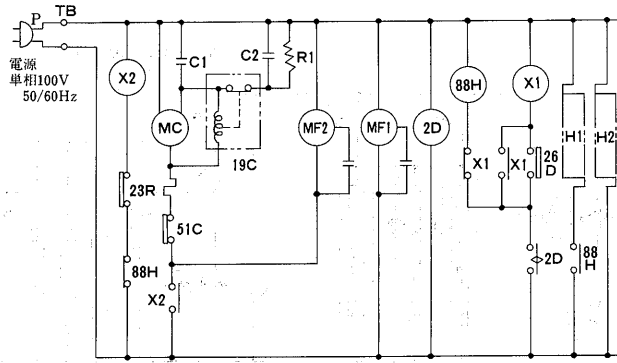 P TB
電源
単相100V
50/60Hz
X2
C1
C2
R1
MC
19C
MF2
MF1
2D
88H
X1
H1
H2
X1
X1
26
D
23R
51C
88H
X2
2D
88
H